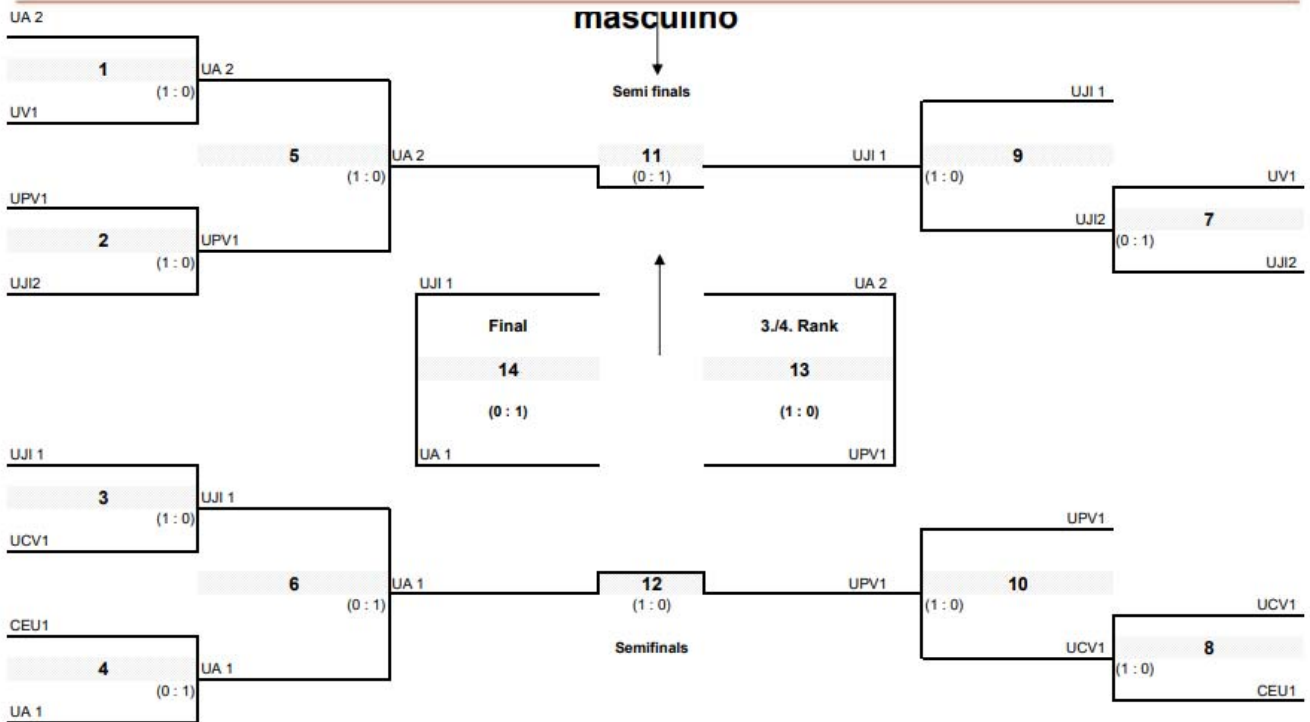 masculino
UA 2
1
UA 2
(1 : 0)
UV1
5
UA 2
(1 : 0)
UPV1
2
UPV1
(1 : 0)
UJI2
Semi finals
11
(0 : 1)
UJI 1
UJI 1
9
(1 : 0)
UJI2
UV1
7
(0 : 1)
UJI2
UJI 1
Final
14
(0 : 1)
UA 1
UA 2
3./4. Rank
13
(1 : 0)
UPV1
UJI 1
3
UJI 1
(1 : 0)
UCV1
6
UA 1
(0 : 1)
CEU1
4
UA 1
(0 : 1)
UA 1
12
(1 : 0)
Semifinals
UPV1
UPV1
10
(1 : 0)
UCV1
UCV1
8
(1 : 0)
CEU1